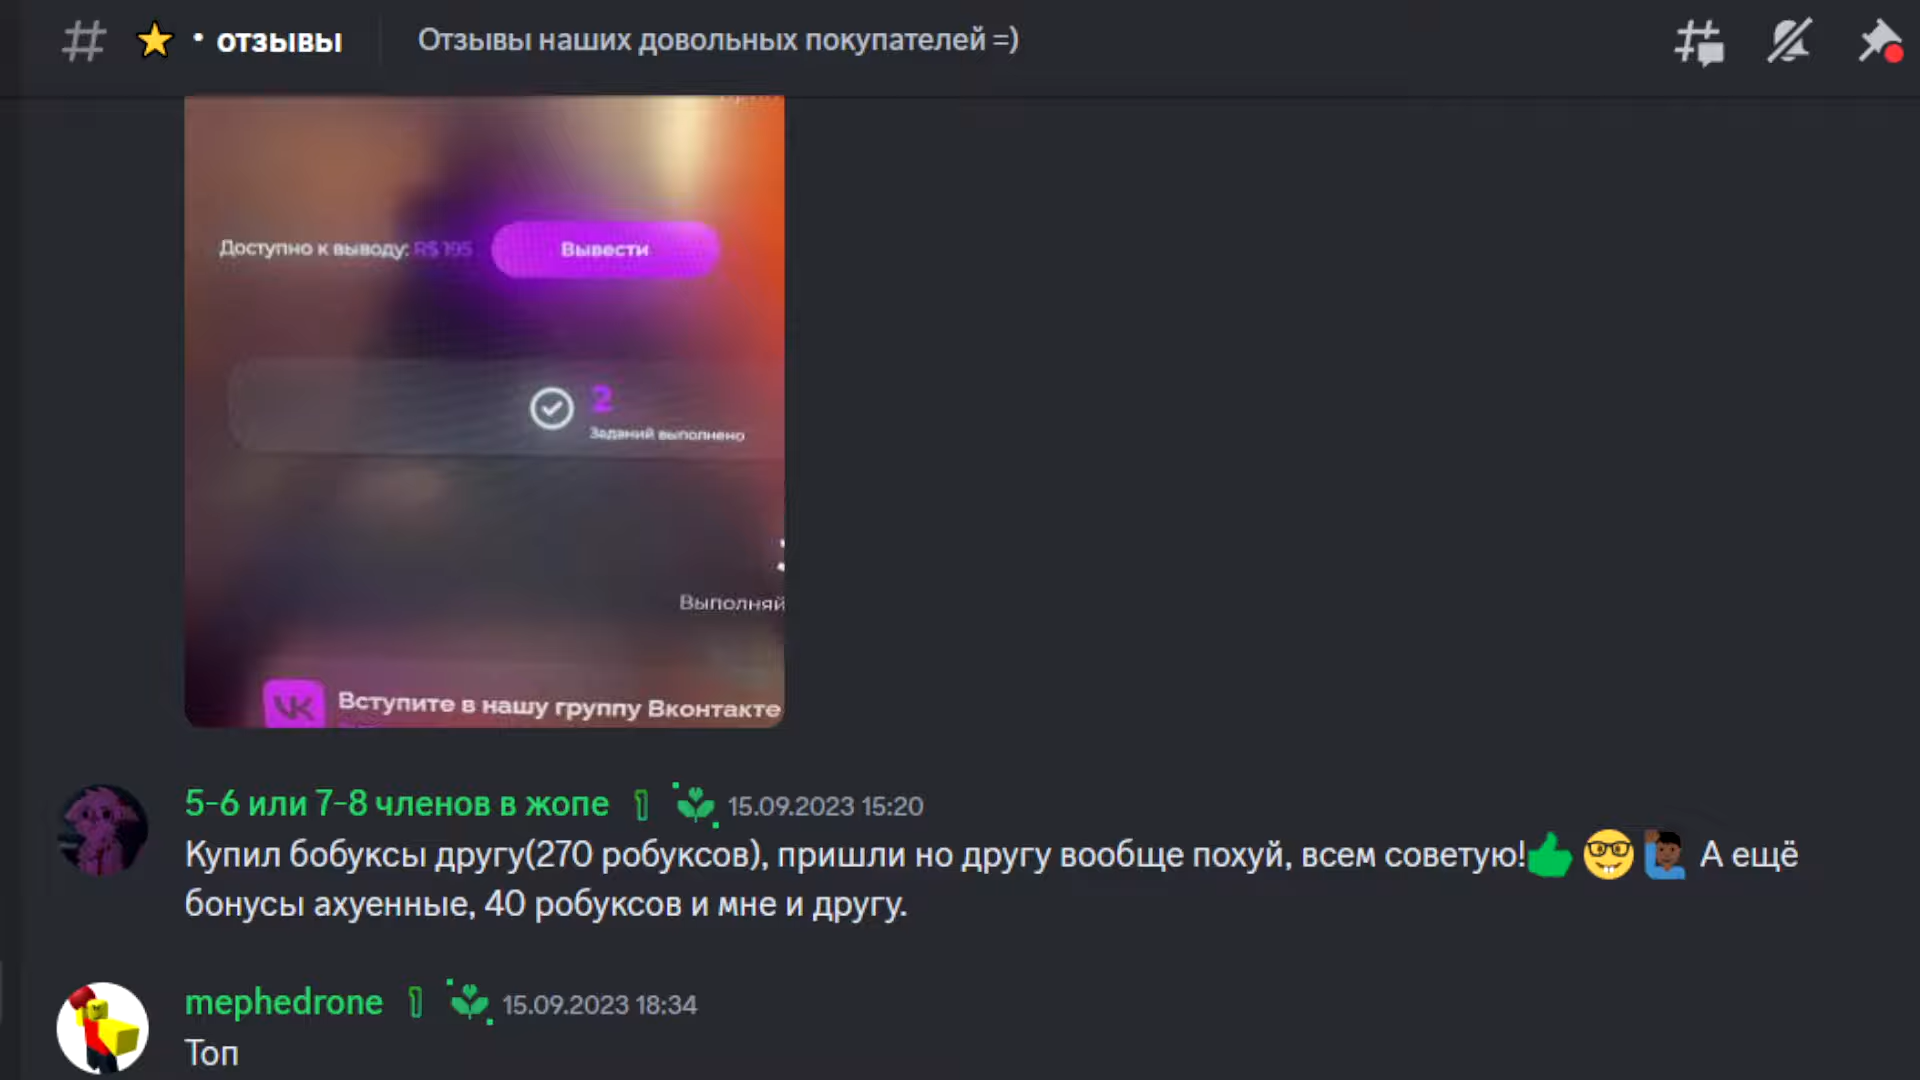 • отзывы
Отзывы наших довольных покупателей =)
Доступно к выводу: R$ 195
Вывести
2
Заданий выполнено
Выполняй
VK
Вступите в нашу группу Вконтакте
5-6 или 7-8 членов в жопе 15.09.2023 15:20
Купил бобуксы другу(270 робуксов), пришли но другу вообще похуй, всем советую!👍 🤓 🙋🏿‍♂️ А ещё
бонусы ахуенные, 40 робуксов и мне и другу.
mephedrone 15.09.2023 18:34
Топ